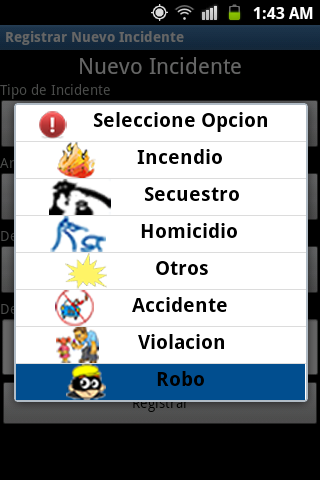 1:43 AM
Registrar Nuevo Incidente
Nuevo Incidente
Tipo de Incidente
Seleccione Opcion
Incendio
Secuestro
Homicidio
Otros
Accidente
Violacion
Robo
Registrar